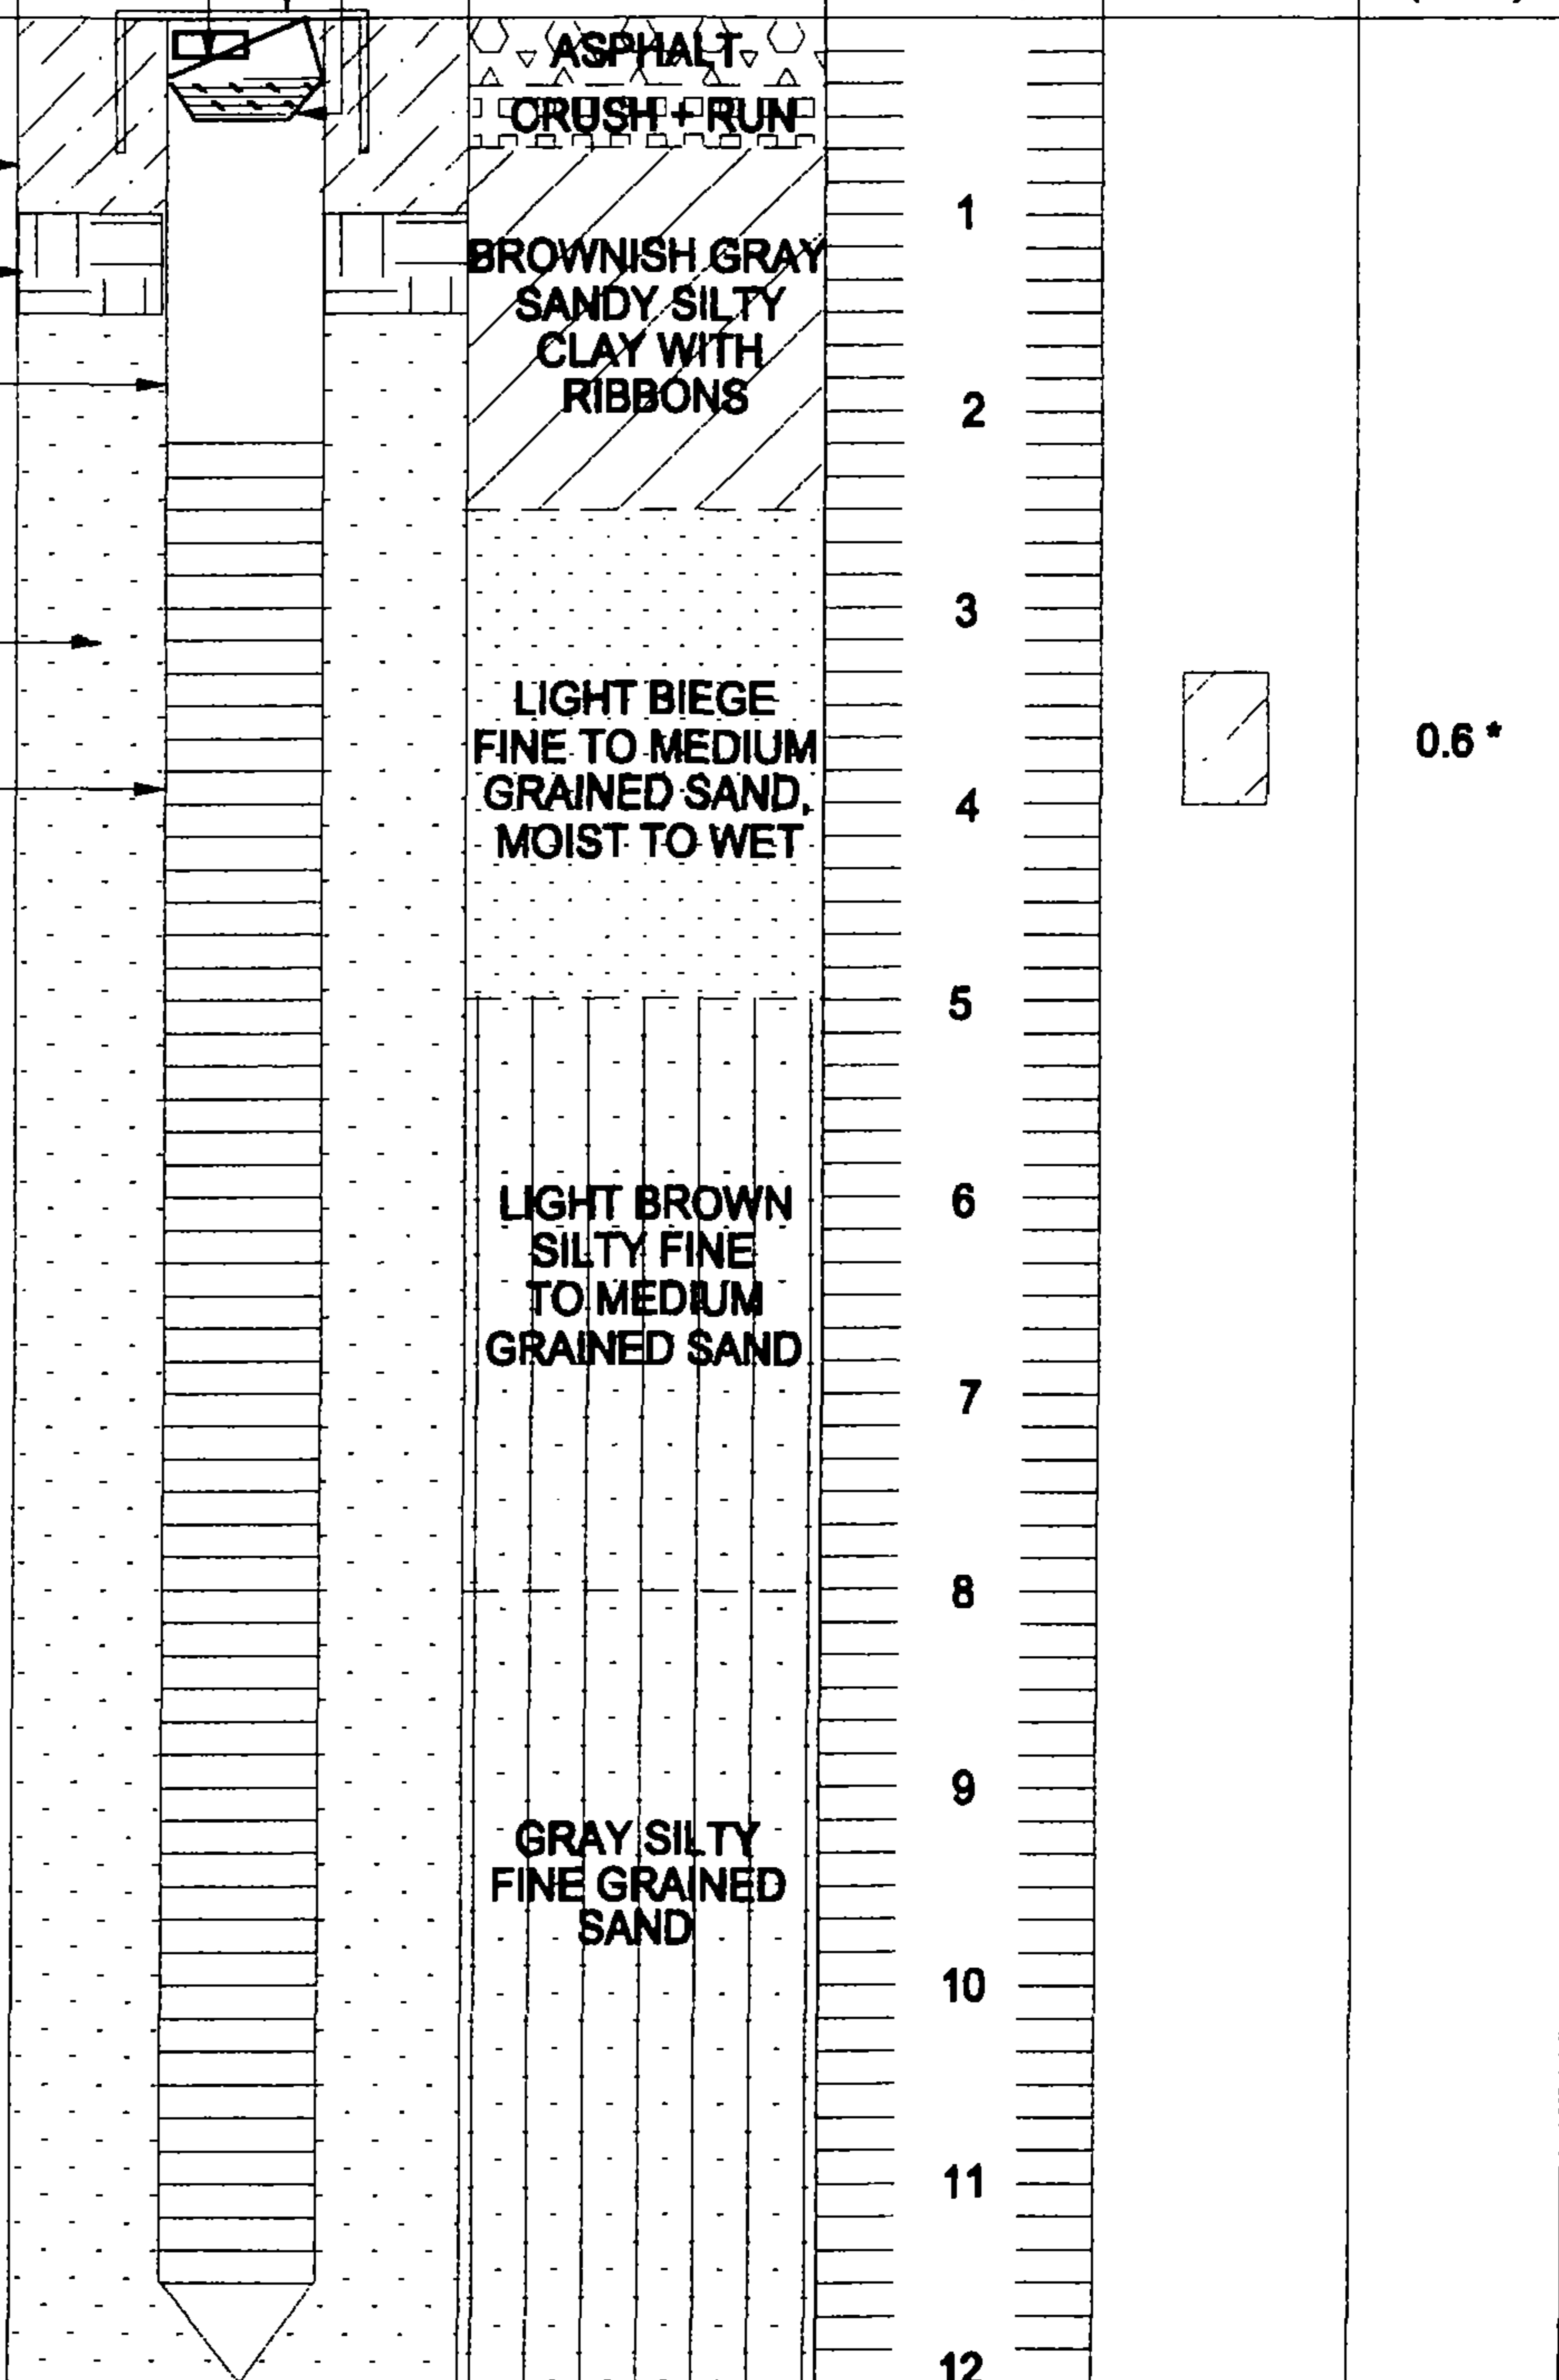 ASPHALT
CRUSH + RUN
1
BROWNISH GRAY
SANDY SILTY
CLAY WITH
RIBBONS
2
3
LIGHT BIEGE
FINE TO MEDIUM
GRAINED SAND,
MOIST TO WET
0.6 *
4
5
6
LIGHT BROWN
SILTY FINE
TO MEDIUM
GRAINED SAND
7
8
9
GRAY SILTY
FINE GRAINED
SAND
10
11
12